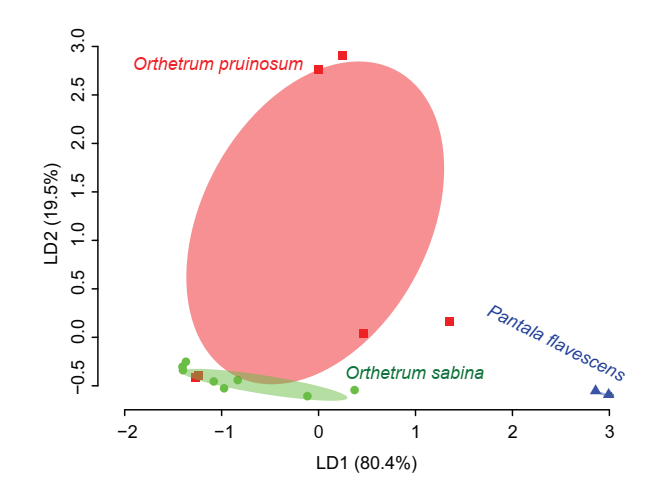 Orthetrum pruinosum
3.0
2.5
2.0
1.5
1.0
0.5
0.0
−0.5
LD2 (19.5%)
Pantala flavescens
Orthetrum sabina
−2
−1
0
1
2
3
LD1 (80.4%)